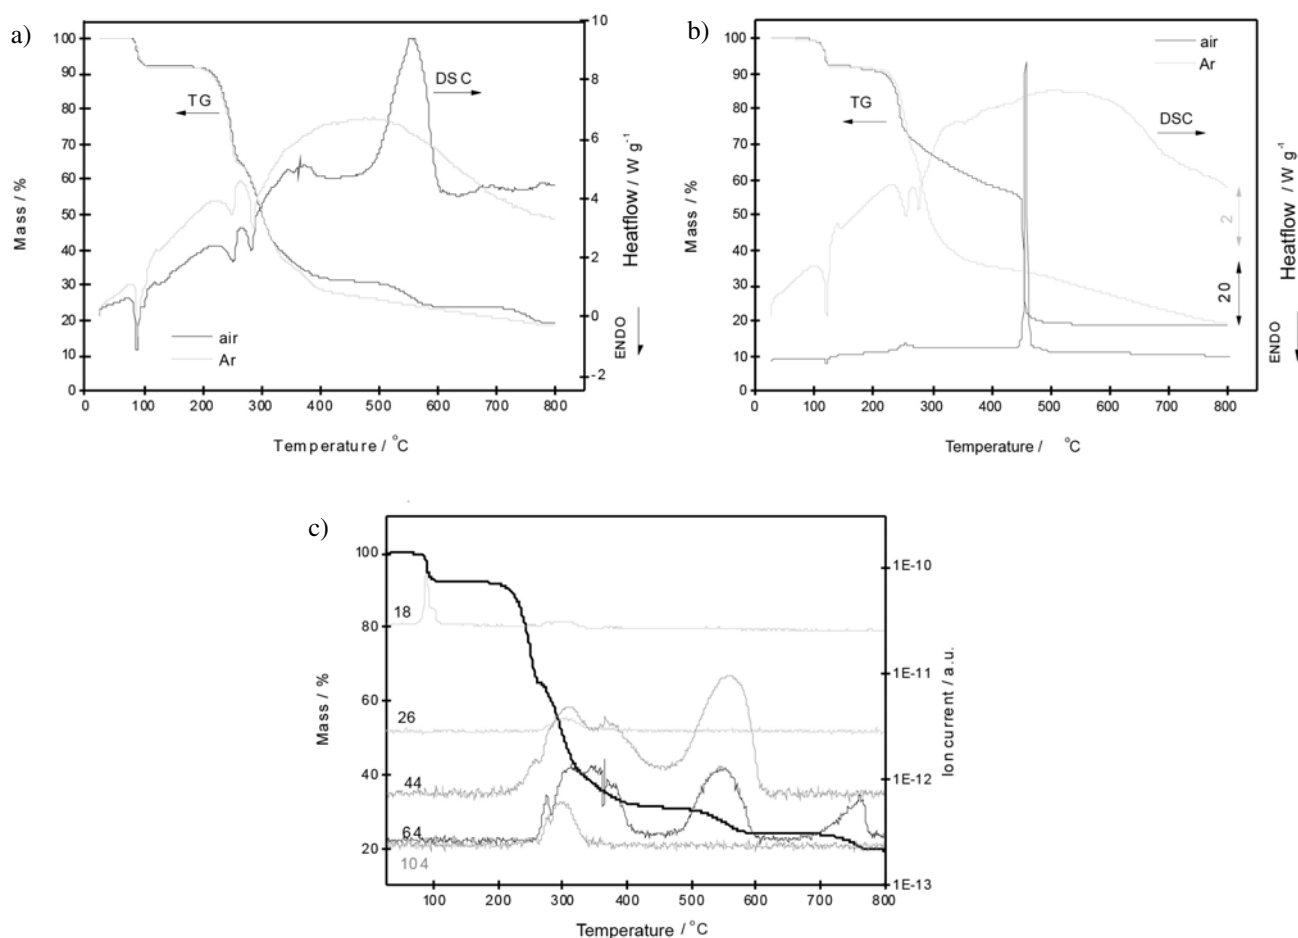 a)
10
100
90
80
70
60
50
40
30
20
10
0
Mass / %
TG
DSC
air
Ar
8
6
4
2
0
-2
Heatflow / W g-1
ENDO
0
100
200
300
400
500
600
700
800
Temperature / °C
b)
100
90
80
70
60
50
40
30
20
10
0
Mass / %
air
Ar
TG
DSC
2
20
Heatflow / W g-1
ENDO
0
100
200
300
400
500
600
700
800
Temperature / °C
c)
100
80
60
40
20
Mass / %
18
26
44
64
104
1E-10
1E-11
1E-12
1E-13
Ion current / a.u.
100
200
300
400
500
600
700
800
Temperature / °C